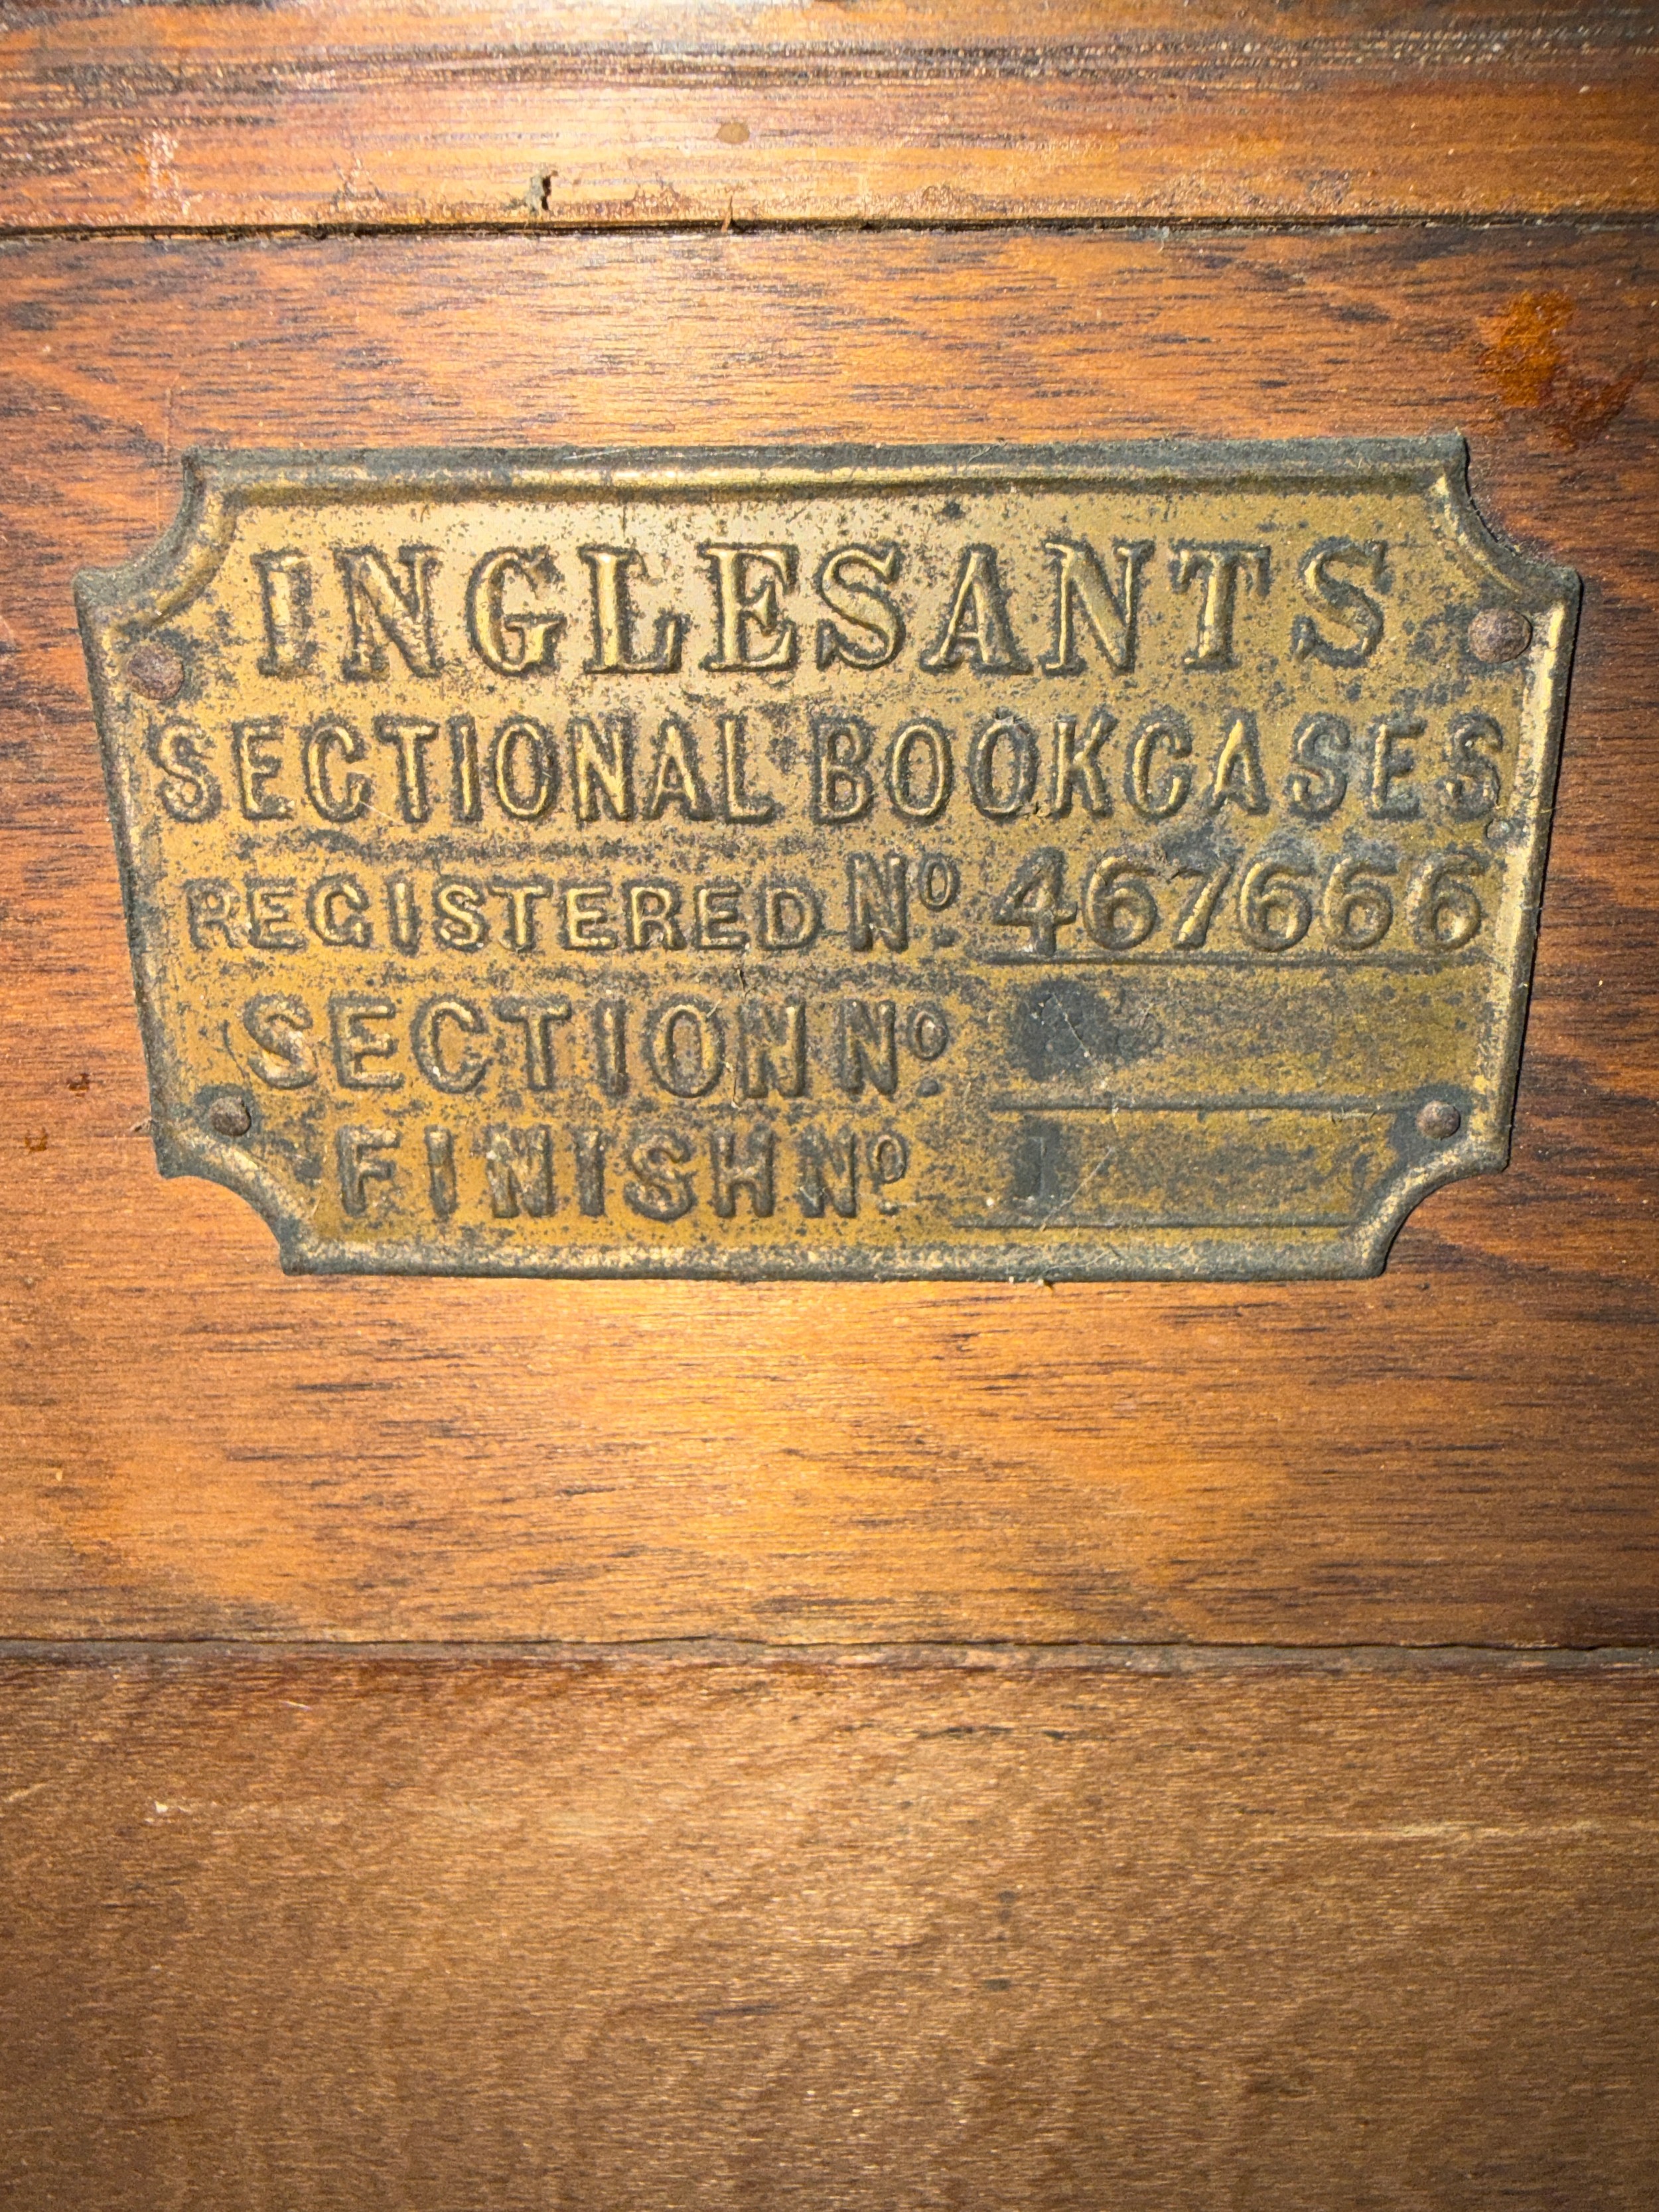 INGLESANTS
SECTIONAL BOOKCASES
REGISTERED Nº 467666
SECTION Nº
FINISH Nº